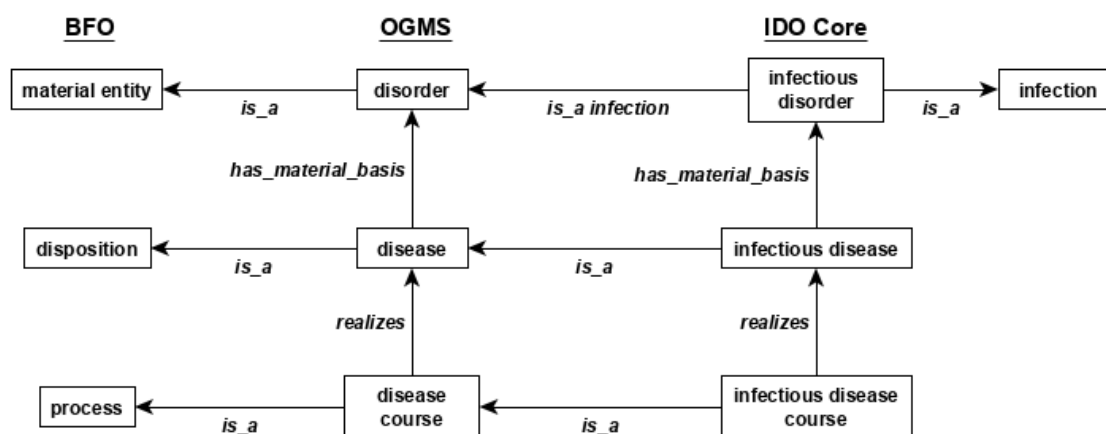 BFO
OGMS
IDO Core
material entity
is_a
disorder
is_a infection
infectious
disorder
is_a
infection
has_material_basis
has_material_basis
disposition
is_a
disease
is_a
infectious disease
realizes
realizes
process
is_a
disease
course
is_a
infectious disease
course